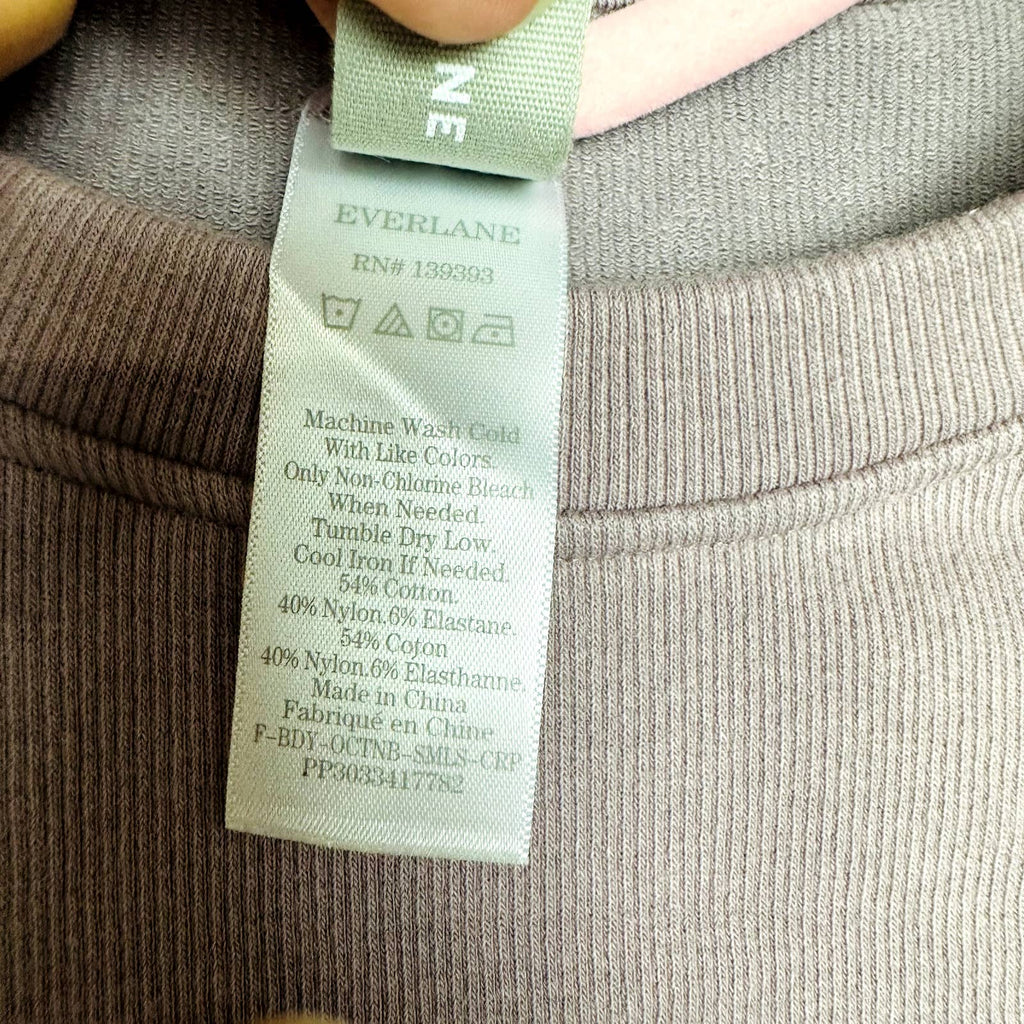 NE
EVERLANE
RN# 139393
Machine Wash Cold
With Like Colors.
Only Non-Chlorine Bleach
When Needed.
Tumble Dry Low.
Cool Iron If Needed.
54% Cotton.
40% Nylon.6% Elastane.
54% Coton
40% Nylon.6% Elasthanne.
Made in China
Fabriqué en Chine
F-BDY-OCTNB-SMLS-CRP
PP3033417782